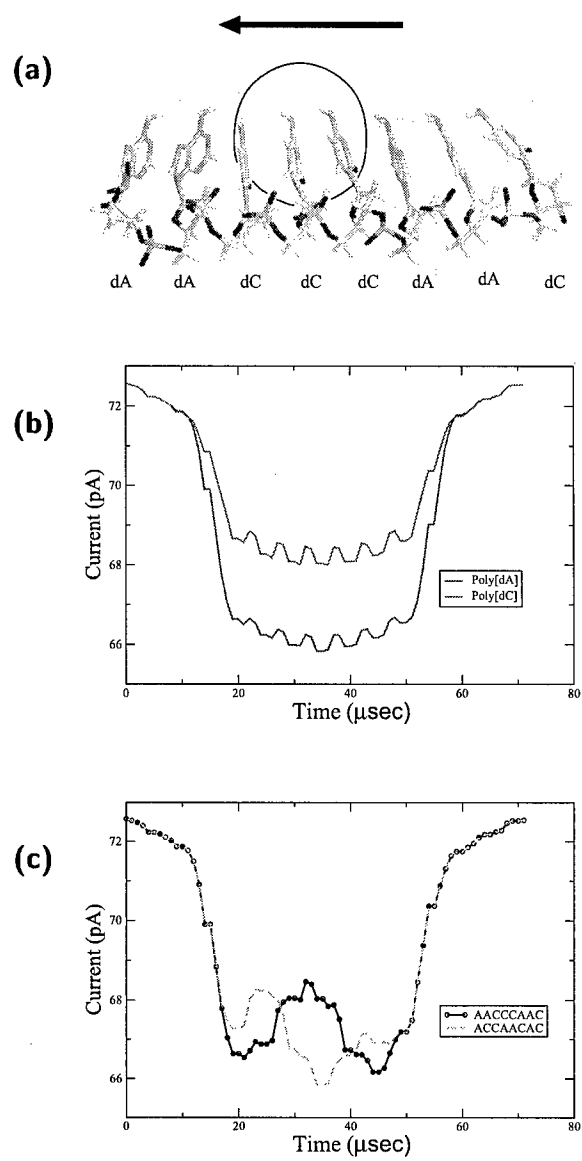 (a)
dA dA dC dC dC dA dA dC
(b)
72
70
68
66
Current (pA)
Poly[dA]
Poly[dC]
0 20 40 60 80
Time (μsec)
(c)
72
70
68
66
Current (pA)
AACCCAAC
ACCAACAC
0 20 40 60 80
Time (μsec)